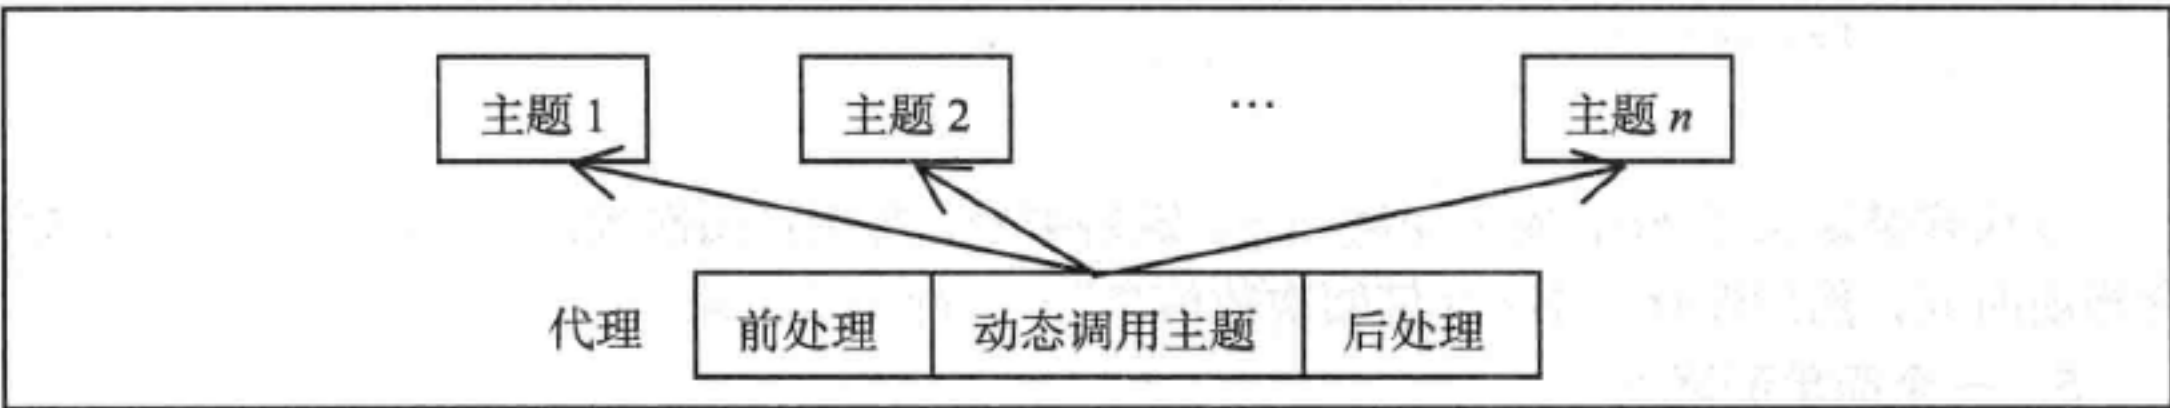 主题 1 主题 2 … 主题 n
代理 前处理 动态调用主题 后处理